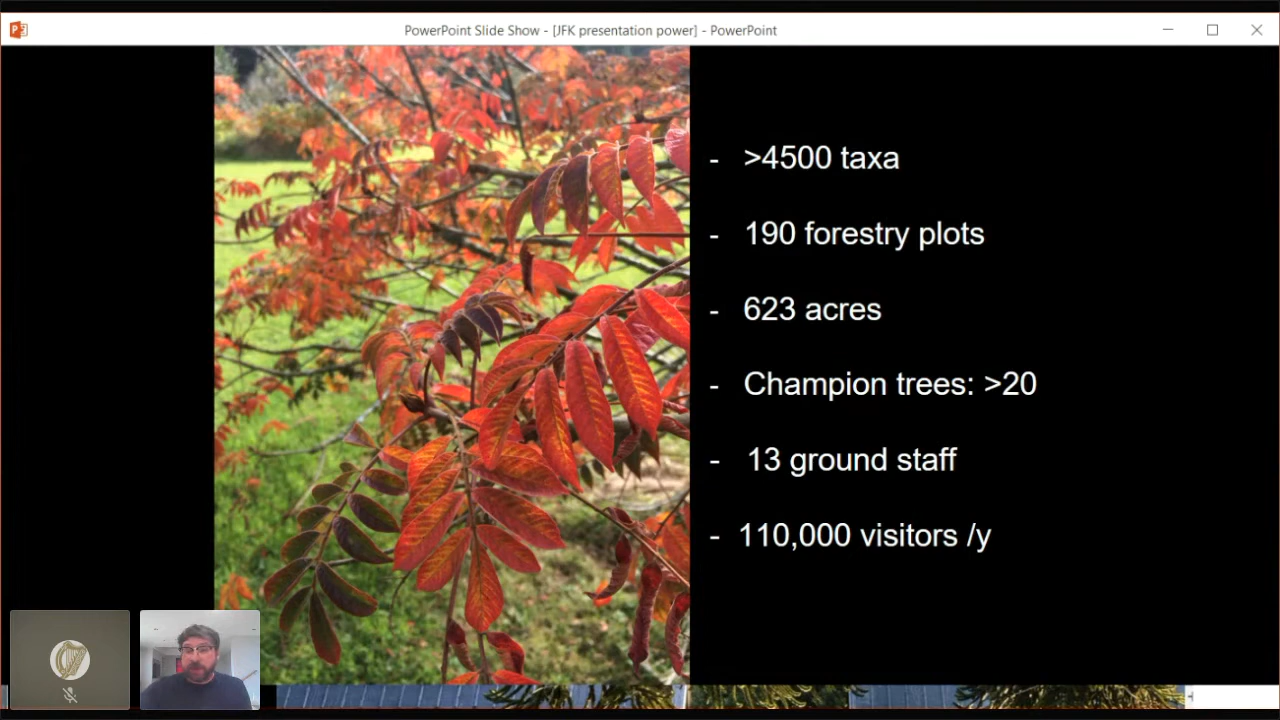 PowerPoint Slide Show - [JFK presentation power] - PowerPoint
- >4500 taxa
- 190 forestry plots
- 623 acres
- Champion trees: >20
- 13 ground staff
- 110,000 visitors /y